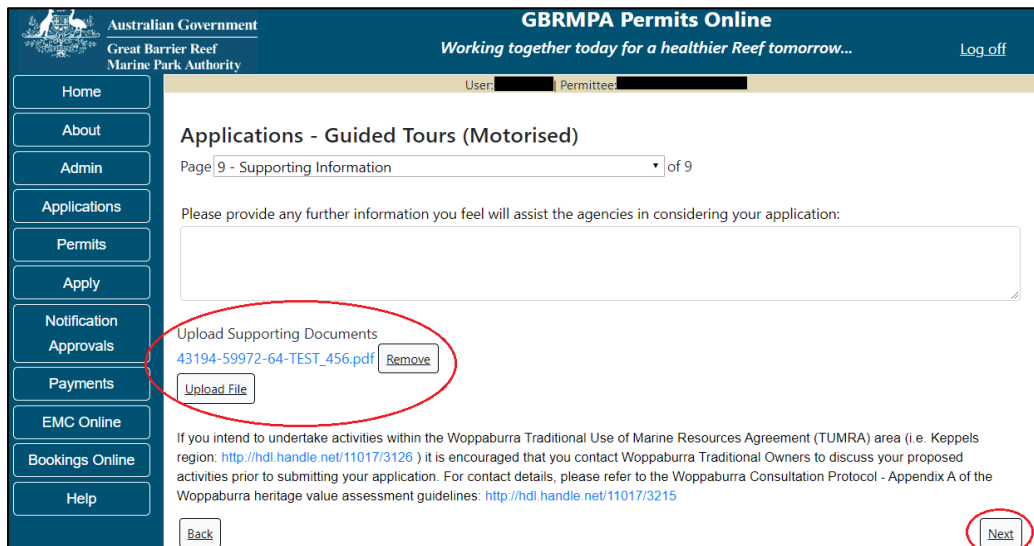 Australian Government
Great Barrier Reef
Marine Park Authority
GBRMPA Permits Online
Working together today for a healthier Reef tomorrow...
Log off
Home
About
Admin
Applications
Permits
Apply
Notification
Approvals
Payments
EMC Online
Bookings Online
Help
User: | Permittee:
Applications - Guided Tours (Motorised)
Page 9 - Supporting Information of 9
Please provide any further information you feel will assist the agencies in considering your application:
Upload Supporting Documents
43194-59972-64-TEST_456.pdf Remove
Upload File
If you intend to undertake activities within the Woppaburra Traditional Use of Marine Resources Agreement (TUMRA) area (i.e. Keppels
region: http://hdl.handle.net/11017/3126 ) it is encouraged that you contact Woppaburra Traditional Owners to discuss your proposed
activities prior to submitting your application. For contact details, please refer to the Woppaburra Consultation Protocol - Appendix A of the
Woppaburra heritage value assessment guidelines: http://hdl.handle.net/11017/3215
Back Next